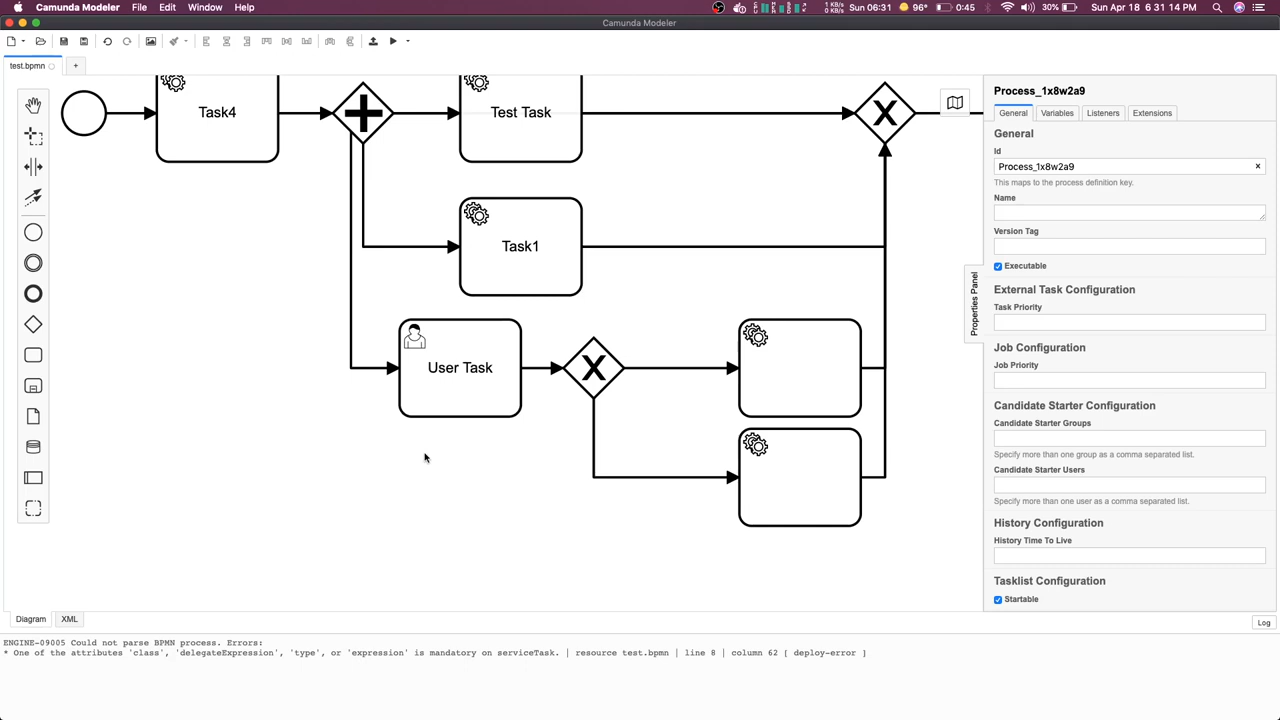 Camunda Modeler File Edit Window Help
1 KB/s
0 KB/s
Sun 06:31
96°
0:45
30%
Sun Apr 18 6:31:14 PM
Camunda Modeler
test.bpmn
+
Process_1x8w2a9
General Variables Listeners Extensions
General
Id
Process_1x8w2a9 ×
This maps to the process definition key.
Name
Version Tag
Executable
External Task Configuration
Task Priority
Job Configuration
Job Priority
Candidate Starter Configuration
Candidate Starter Groups
Specify more than one group as a comma separated list.
Candidate Starter Users
Specify more than one user as a comma separated list.
History Configuration
History Time To Live
Tasklist Configuration
Startable
Properties Panel
Task4
Test Task
X
Task1
User Task
X
Diagram XML
Log
ENGINE-09005 Could not parse BPMN process. Errors:
* One of the attributes 'class', 'delegateExpression', 'type', or 'expression' is mandatory on serviceTask. | resource test.bpmn | line 8 | column 62 [ deploy-error ]